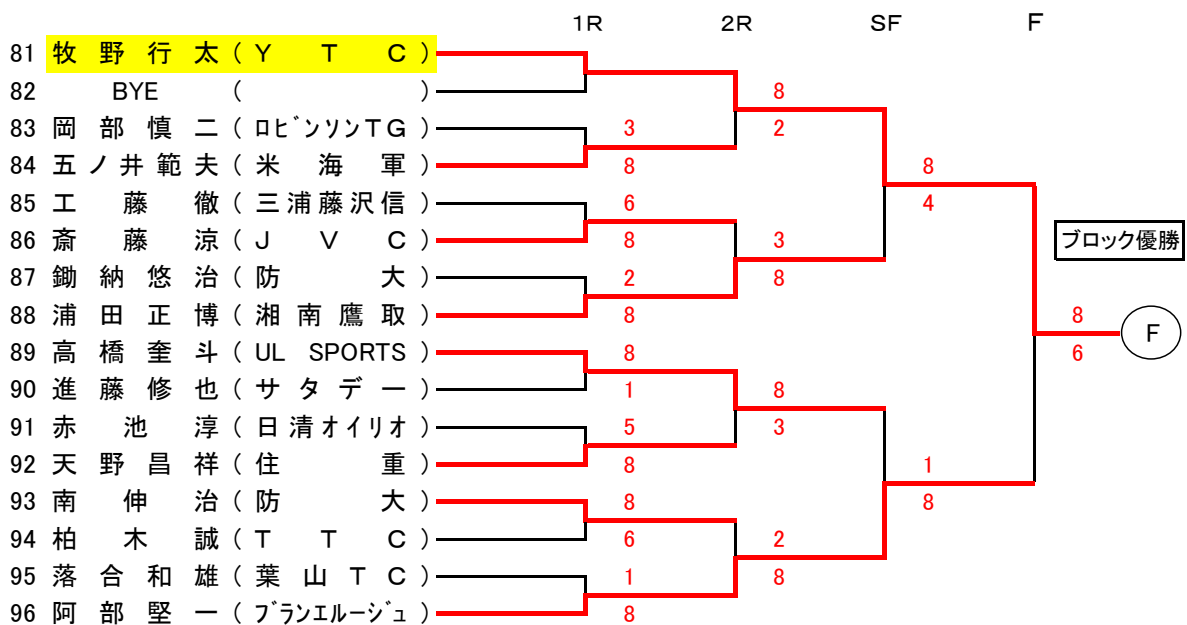 1R 2R SF F
81 牧野行太(YTC)
82 BYE ( ) 8
83 岡部慎二(ロビンソンTG) 3 2
84 五ノ井範夫(米海軍) 8 8
85 工藤徹(三浦藤沢信) 6 4
86 斎藤涼(JVC) 8 3 ブロック優勝
87 鋤納悠治(防大) 2 8
88 浦田正博(湘南鷹取) 8 8 F
89 高橋奎斗(UL SPORTS) 8 6
90 進藤修也(サタデー) 1 8
91 赤池淳(日清オイリオ) 5 3
92 天野昌祥(住重) 8 1
93 南伸治(防大) 8 8
94 柏木誠(TTC) 6 2
95 落合和雄(葉山TC) 1 8
96 阿部堅一(ブランエルージュ) 8